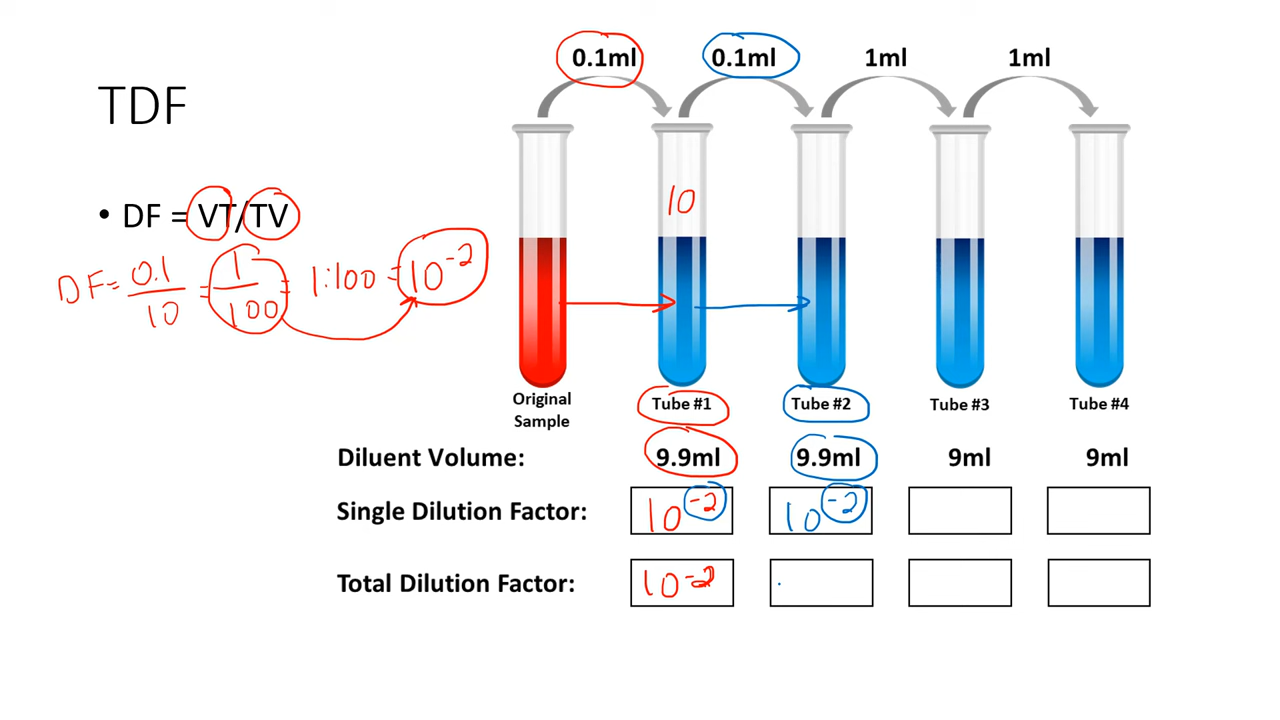 0.1ml 0.1ml 1ml 1ml
TDF
10
• DF = VT/TV
DF = 0.1/10 = 1/100 = 1:100 = 10⁻²
Original Sample Tube #1 Tube #2 Tube #3 Tube #4
Diluent Volume: 9.9ml 9.9ml 9ml 9ml
Single Dilution Factor: 10⁻² 10⁻²
Total Dilution Factor: 10⁻²